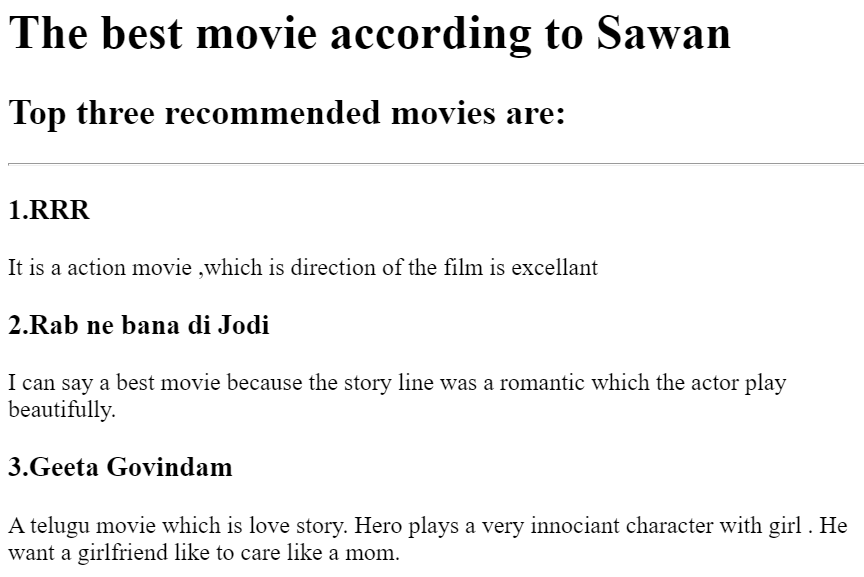 The best movie according to Sawan
Top three recommended movies are:
1.RRR
It is a action movie ,which is direction of the film is excellant
2.Rab ne bana di Jodi
I can say a best movie because the story line was a romantic which the actor play
beautifully.
3.Geeta Govindam
A telugu movie which is love story. Hero plays a very innociant character with girl . He
want a girlfriend like to care like a mom.